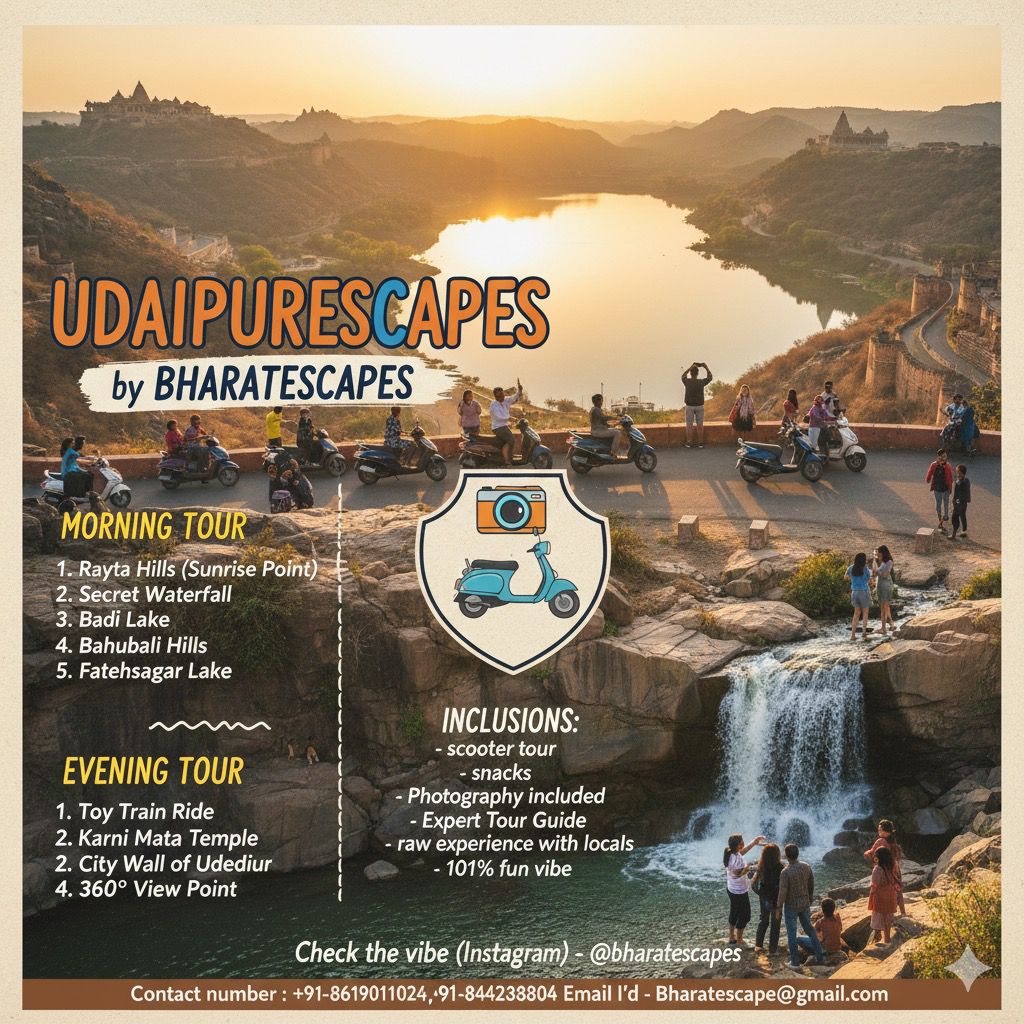 UDAIPURESCAPES
by BHARATESCAPES
MORNING TOUR
1. Rayta Hills (Sunrise Point)
2. Secret Waterfall
3. Badi Lake
4. Bahubali Hills
5. Fatehsagar Lake
EVENING TOUR
1. Toy Train Ride
2. Karni Mata Temple
2. City Wall of Udediur
4. 360° View Point
INCLUSIONS:
- scooter tour
- snacks
- Photography included
- Expert Tour Guide
- raw experience with locals
- 101% fun vibe
Check the vibe (Instagram) - @bharatescapes
Contact number : +91-8619011024,+91-844238804 Email I'd - Bharatescape@gmail.com